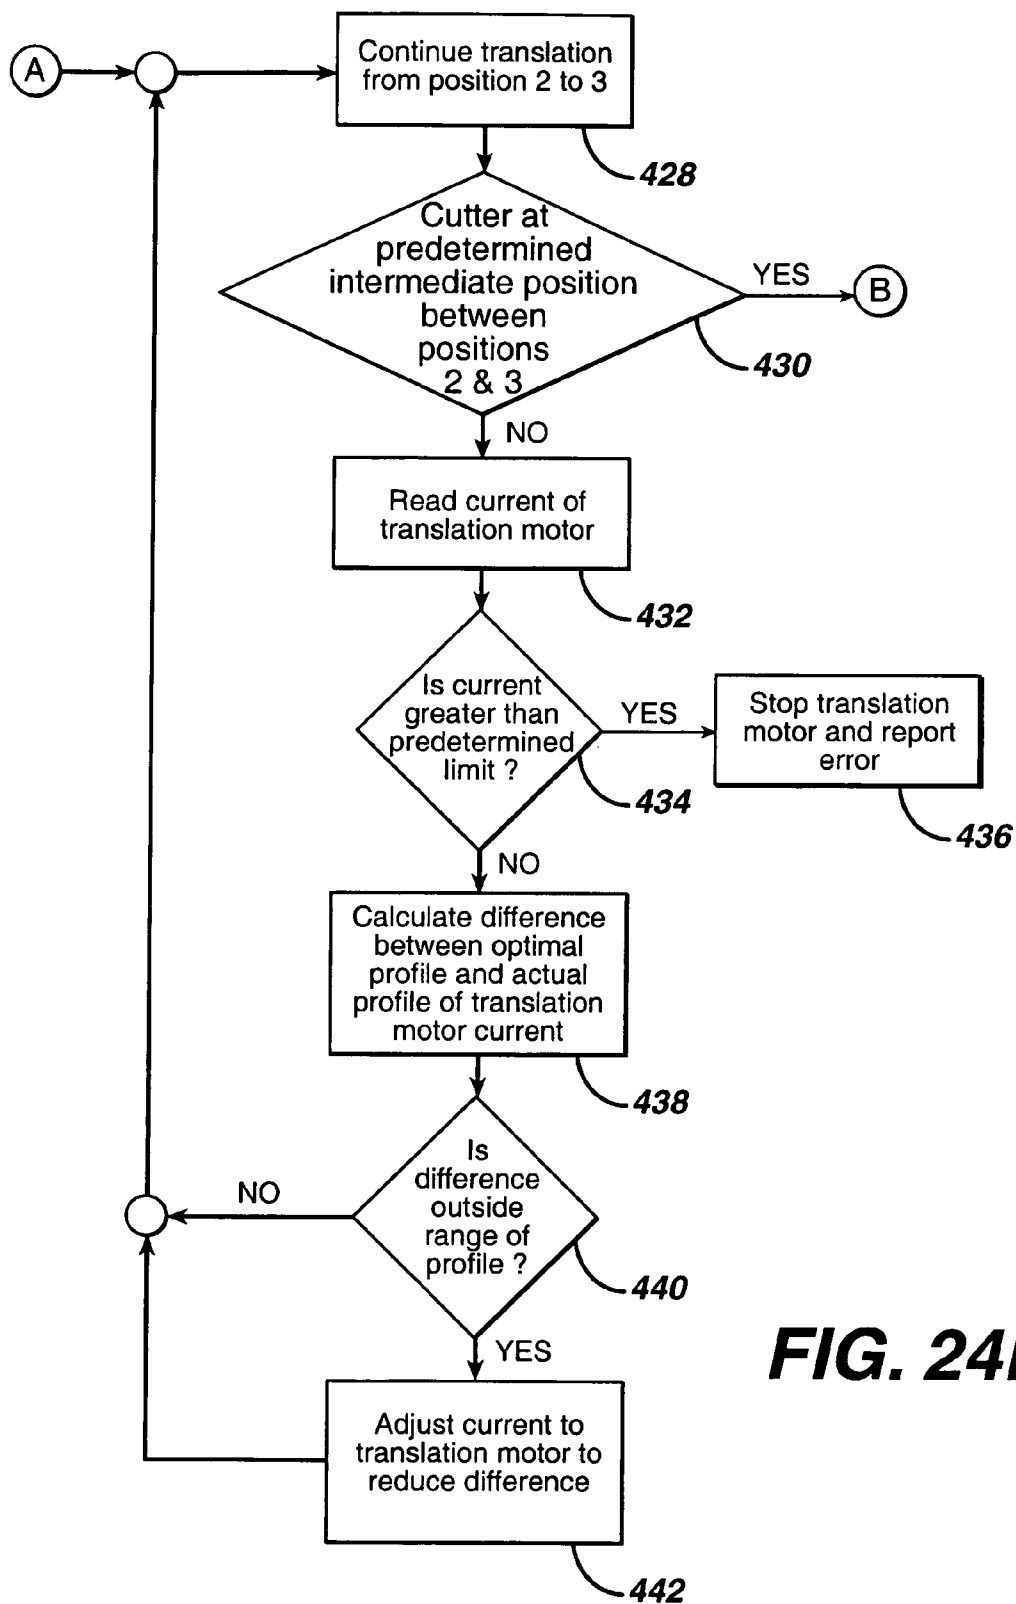 A
Continue translation
from position 2 to 3
428
Cutter at
predetermined
intermediate position
between
positions
2 & 3
YES
B
430
NO
Read current of
translation motor
432
Is current
greater than
predetermined
limit ?
YES
Stop translation
motor and report
error
434
436
NO
Calculate difference
between optimal
profile and actual
profile of translation
motor current
438
Is
difference
outside
range of
profile ?
NO
440
YES
FIG.
Adjust current to
translation motor to
reduce difference
442